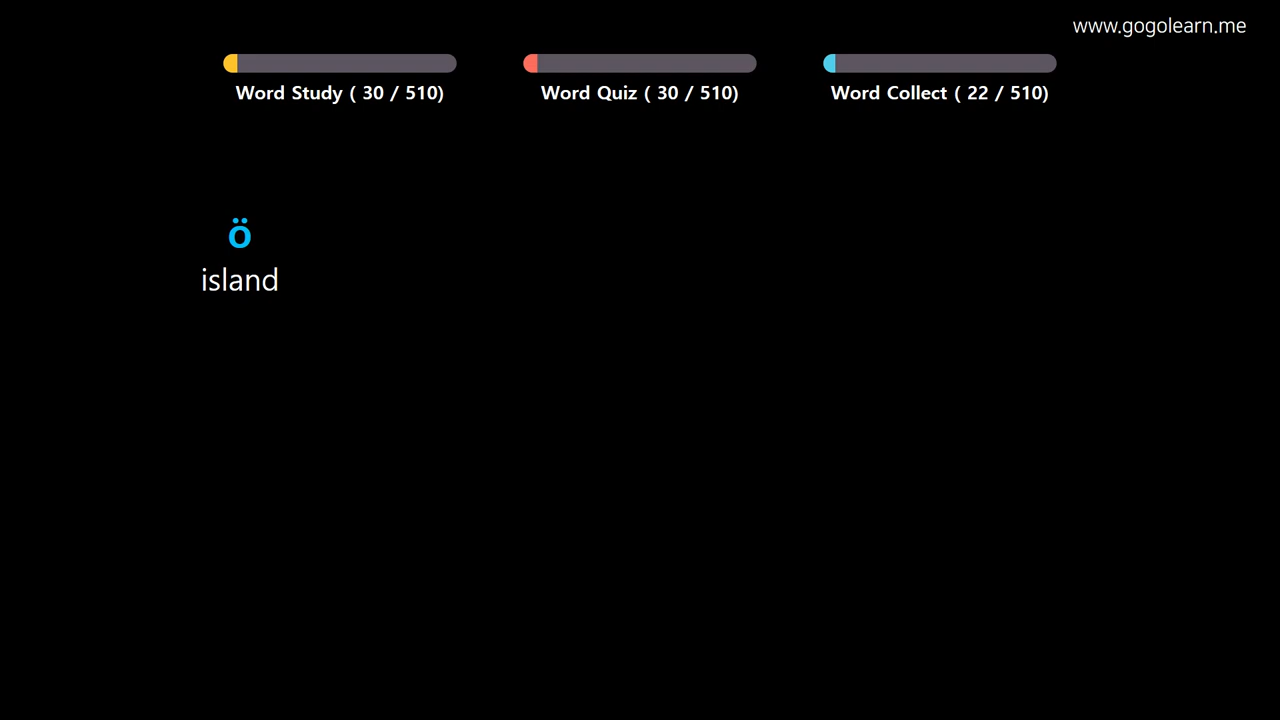 www.gogolearn.me
Word Study ( 30 / 510)
Word Quiz ( 30 / 510)
Word Collect ( 22 / 510)
ö
island